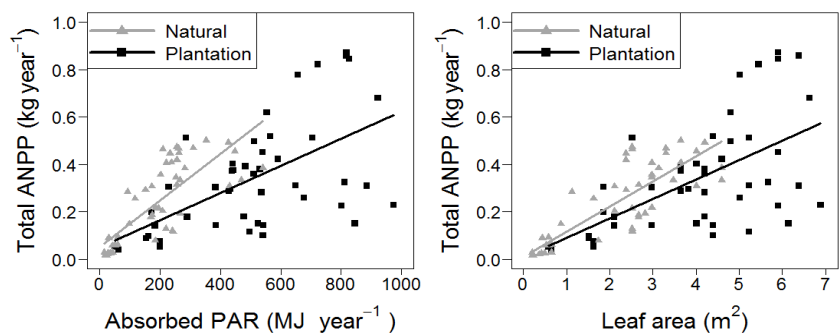 Natural
Plantation
Total ANPP (kg year⁻¹)
1.0
0.8
0.6
0.4
0.2
0.0
0 200 400 600 800 1000
Absorbed PAR (MJ year⁻¹)
Natural
Plantation
Total ANPP (kg year⁻¹)
1.0
0.8
0.6
0.4
0.2
0.0
0 1 2 3 4 5 6 7
Leaf area (m²)